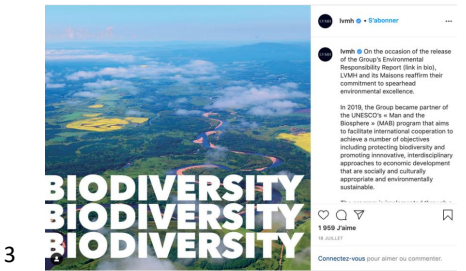 lvmh • S'abonner
lvmh On the occasion of the release
of the Group's Environmental
Responsibility Report (link in bio),
LVMH and its Maisons reaffirm their
commitment to spearhead
environmental excellence.
In 2019, the Group became partner of
the UNESCO's « Man and the
Biosphere » (MAB) program that aims
to facilitate international cooperation to
achieve a number of objectives
including protecting biodiversity and
promoting innnovative, interdisciplinary
approaches to economic development
that are socially and culturally
appropriate and environmentally
sustainable.
BIODIVERSITY
BIODIVERSITY
BIODIVERSITY
1 959 J'aime
18 JUILLET
Connectez-vous pour aimer ou commenter.
3